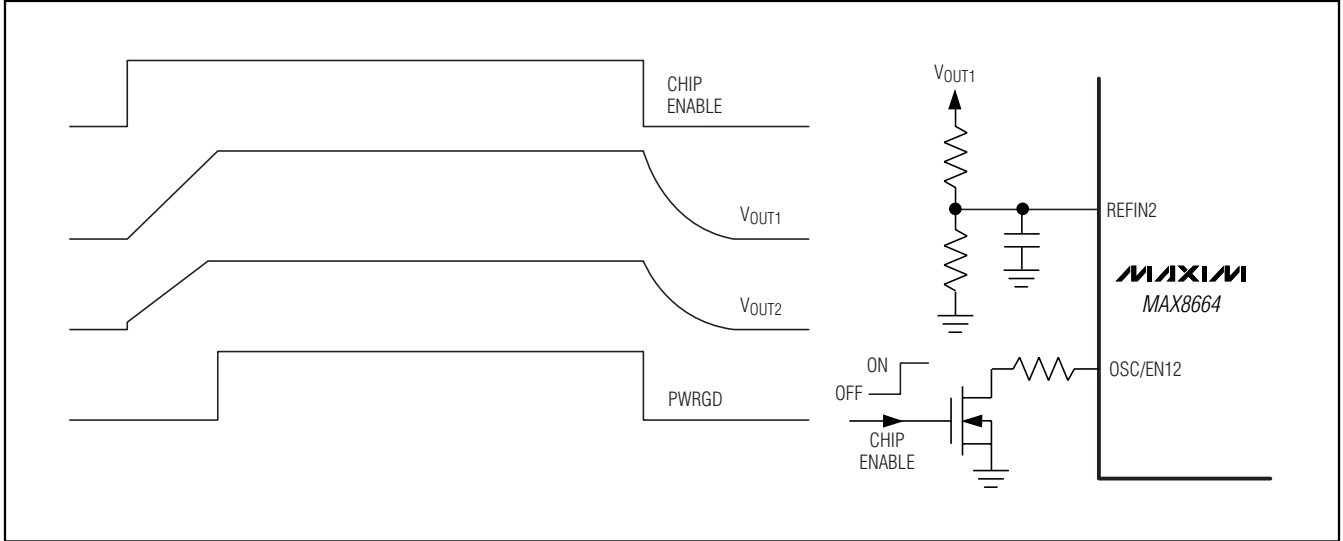 CHIP
ENABLE
VOUT1
VOUT2
PWRGD
VOUT1
REFIN2
MAXIM
MAX8664
ON
OFF
OSC/EN12
CHIP
ENABLE